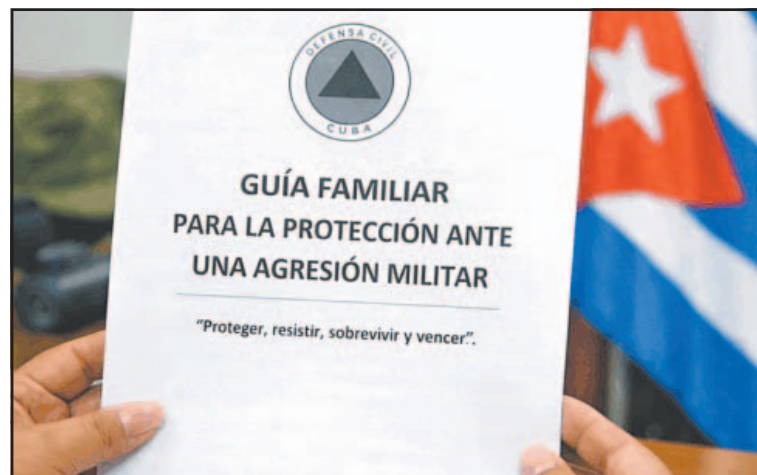 DEFENSA CIVIL
CUBA
GUÍA FAMILIAR
PARA LA PROTECCIÓN ANTE
UNA AGRESIÓN MILITAR
"Proteger, resistir, sobrevivir y vencer".